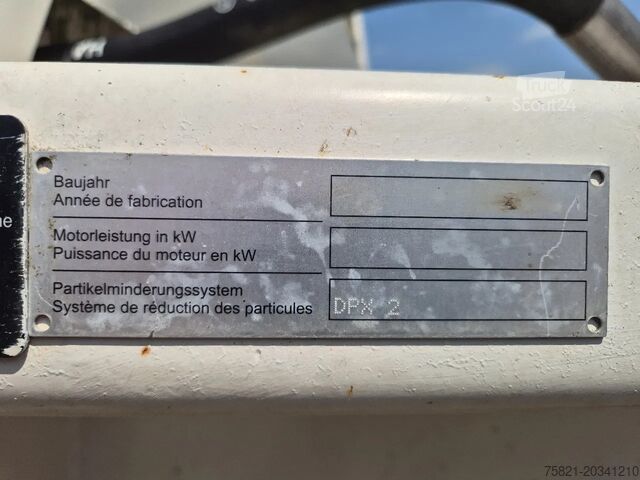 Truck
Scout24
ne
Baujahr
Année de fabrication
Motorleistung in kW
Puissance du moteur en kW
Partikelminderungssystem
Système de réduction des particules
DPX 2
75821-20341210